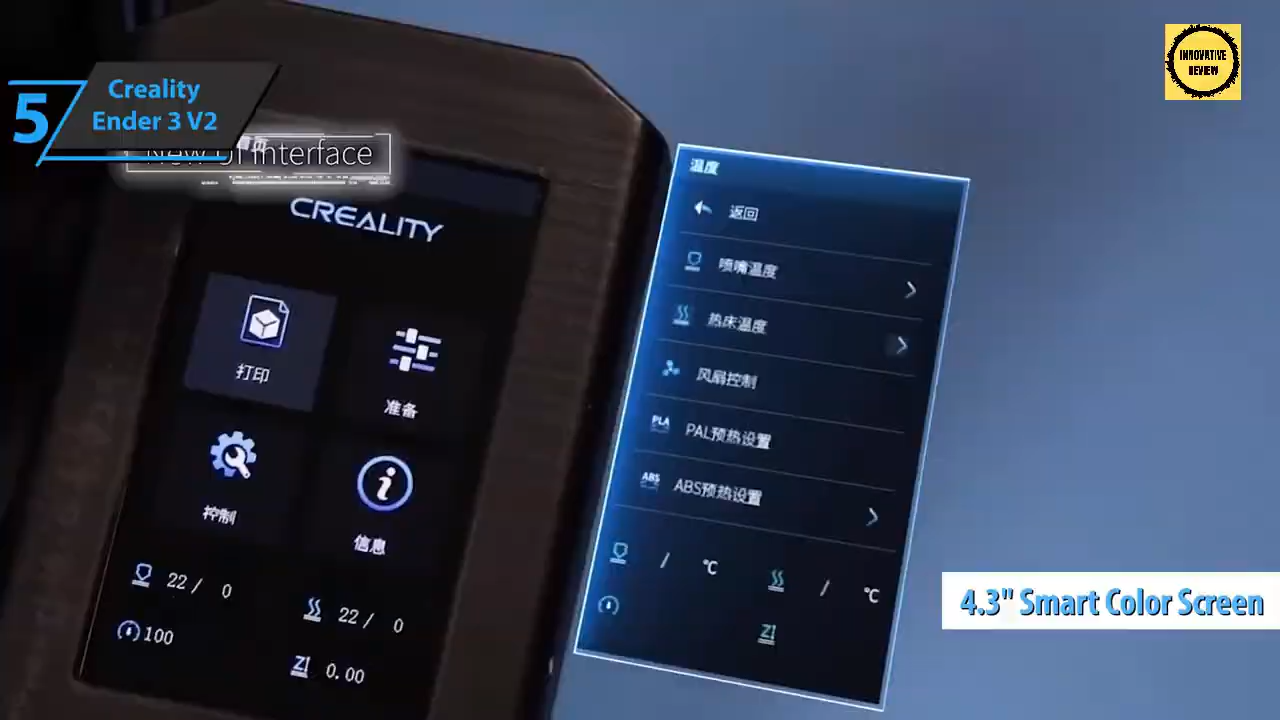 INNOVATIVE
REVIEW
5
Creality
Ender 3 V2
New UI Interface
CREALITY
打印
准备
控制
信息
22 / 0
22 / 0
100
Z
0.00
温度
返回
喷嘴温度
热床温度
风扇控制
PLA
PAL预热设置
ABS
ABS预热设置
/ ℃
/ ℃
Z
4.3" Smart Color Screen